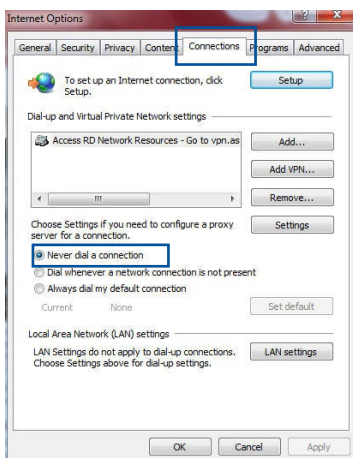 Internet Options
General Security Privacy Content Connections Programs Advanced
To set up an Internet connection, click
Setup.
Setup
Dial-up and Virtual Private Network settings
Access RD Network Resources - Go to vpn.as
Add...
Add VPN...
Remove...
Choose Settings if you need to configure a proxy
server for a connection.
Settings
Never dial a connection
Dial whenever a network connection is not present
Always dial my default connection
Current None
Set default
Local Area Network (LAN) settings
LAN Settings do not apply to dial-up connections.
Choose Settings above for dial-up settings.
LAN settings
OK Cancel Apply